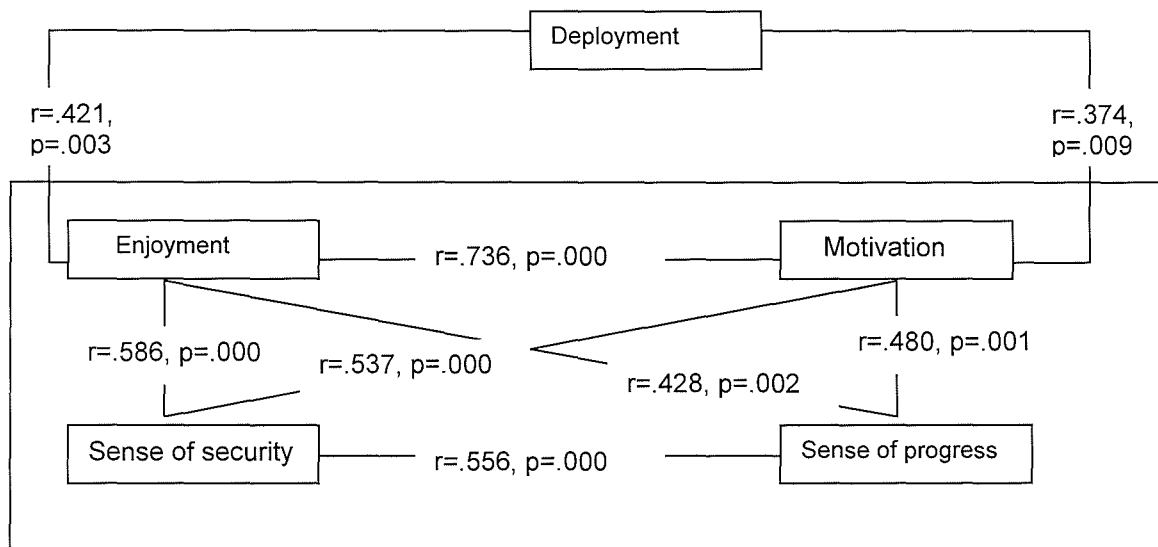 Deployment
r=.421,
p=.003
r=.374,
p=.009
Enjoyment
r=.736, p=.000
Motivation
r=.586, p=.000
r=.537, p=.000
r=.428, p=.002
r=.480, p=.001
Sense of security
r=.556, p=.000
Sense of progress